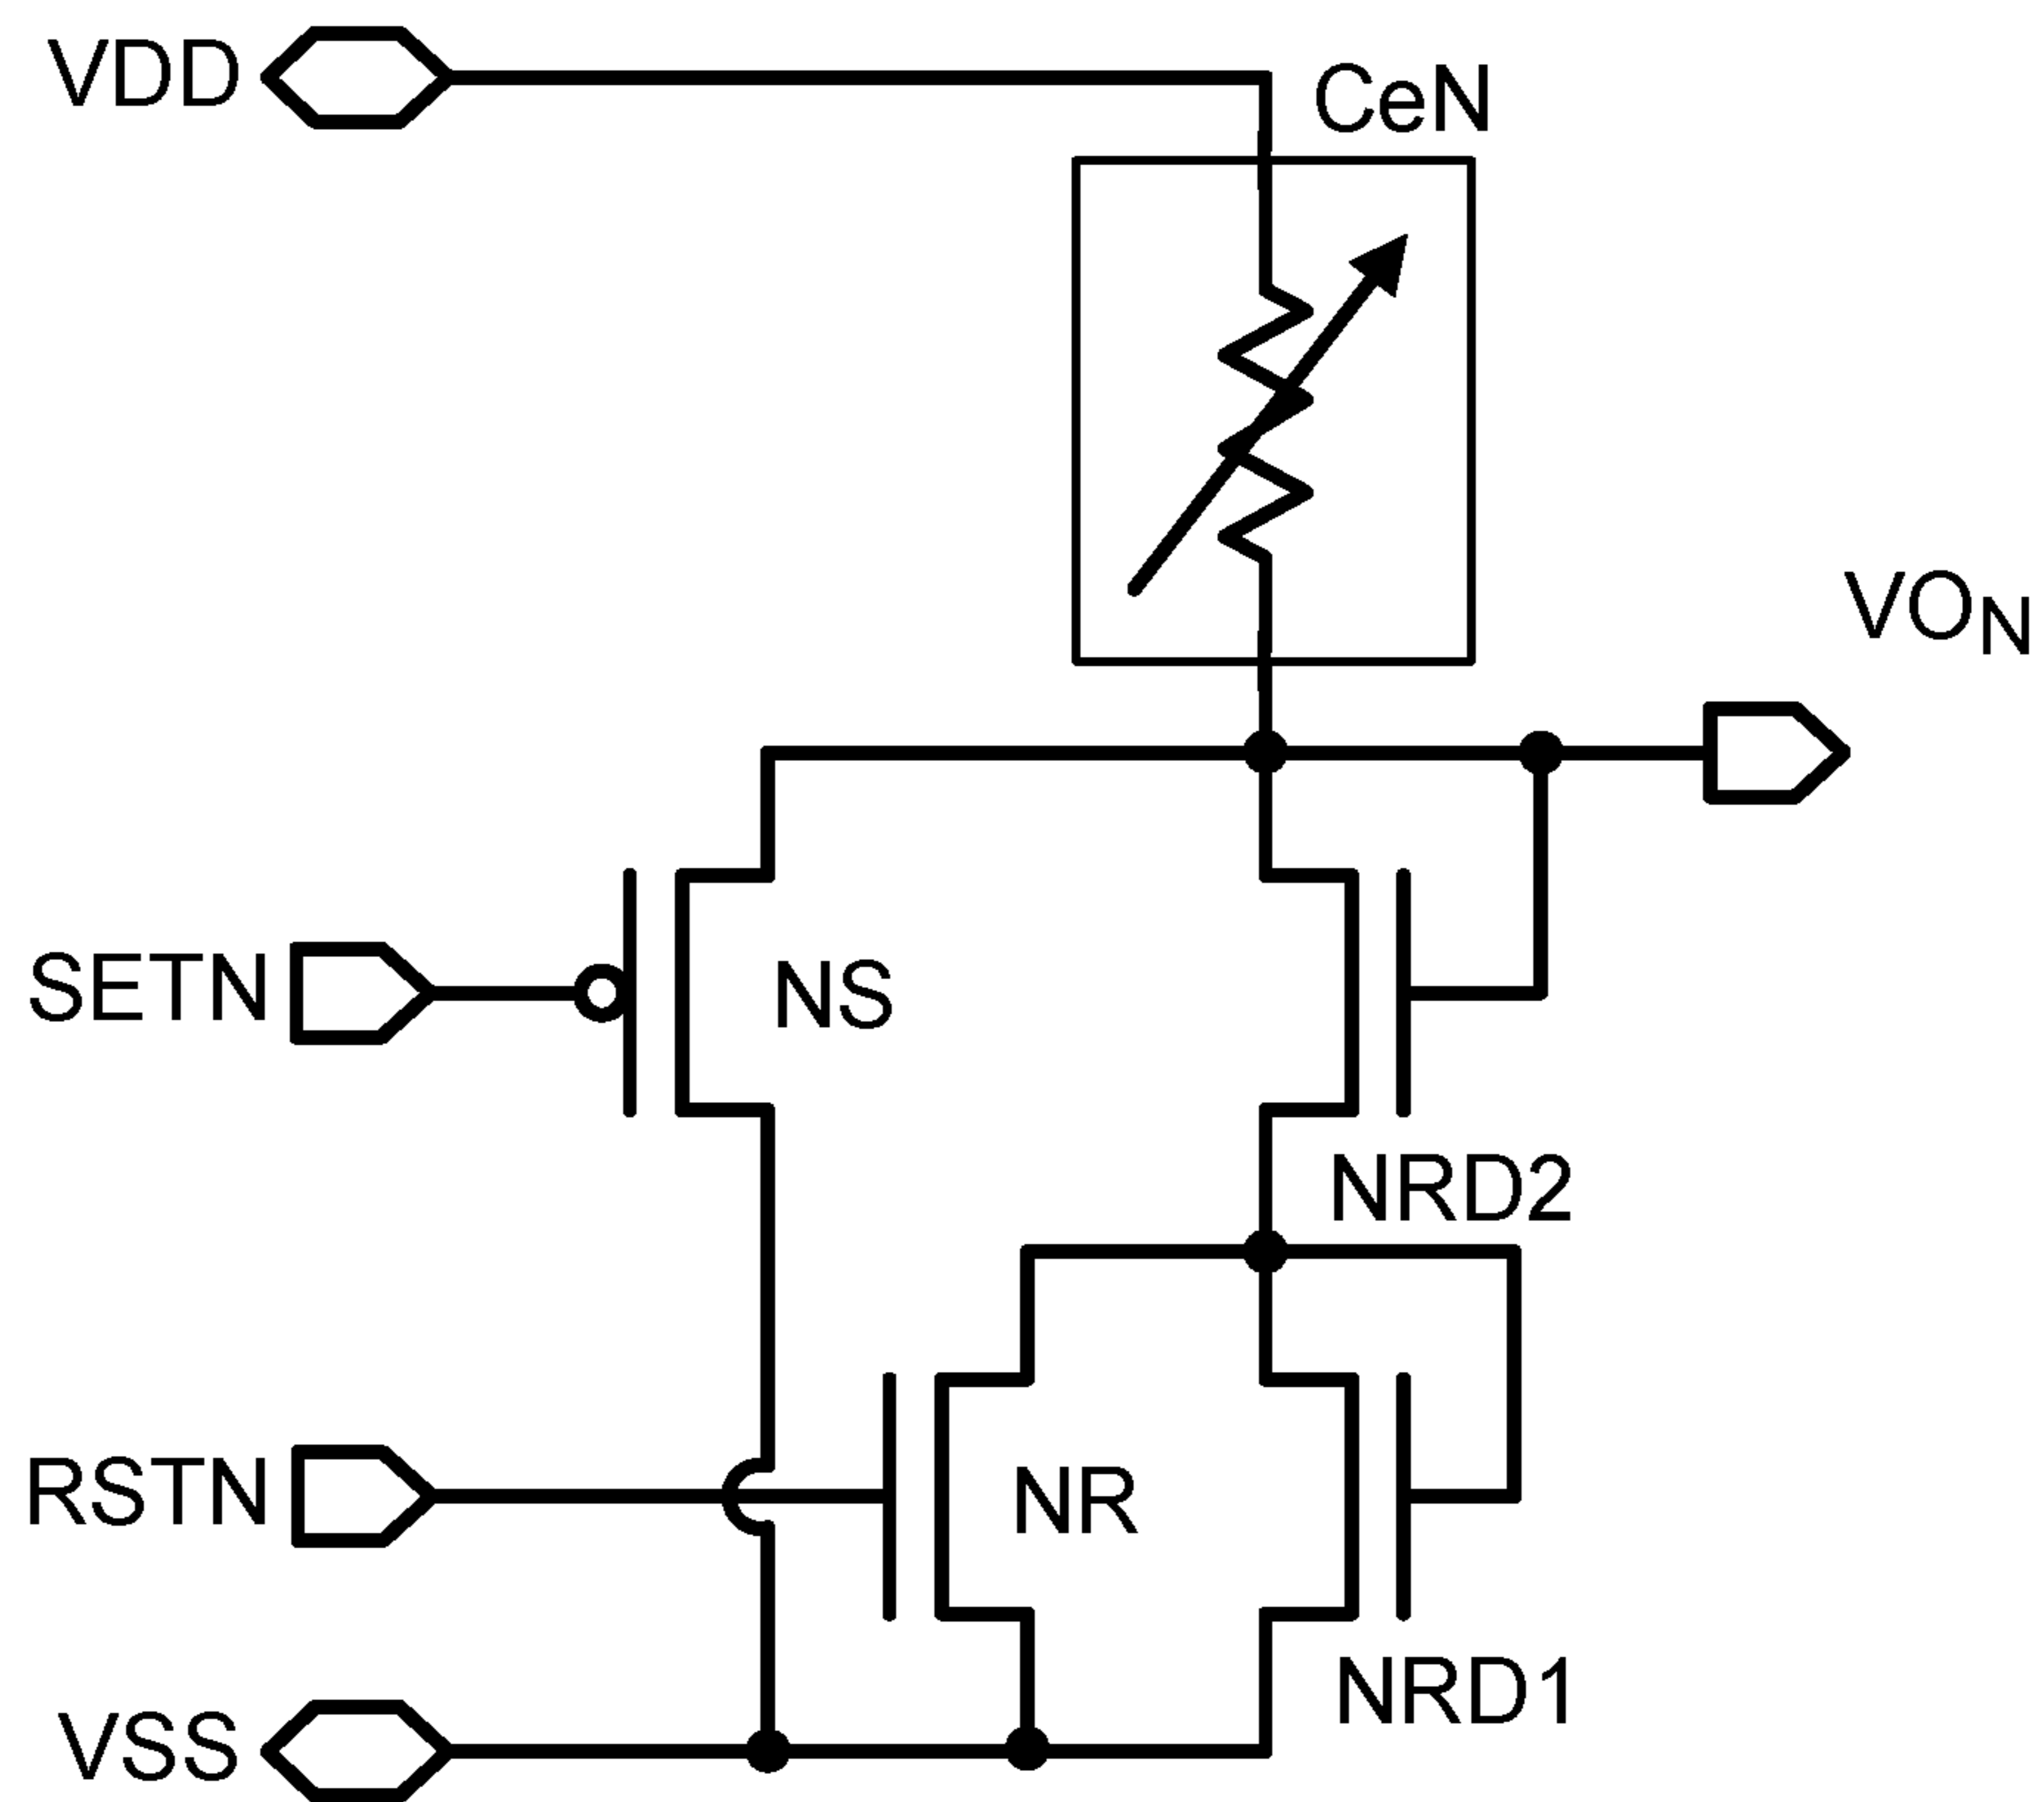 VDD
CeN
VON
SETN
NS
NRD2
RSTN
NR
NRD1
VSS